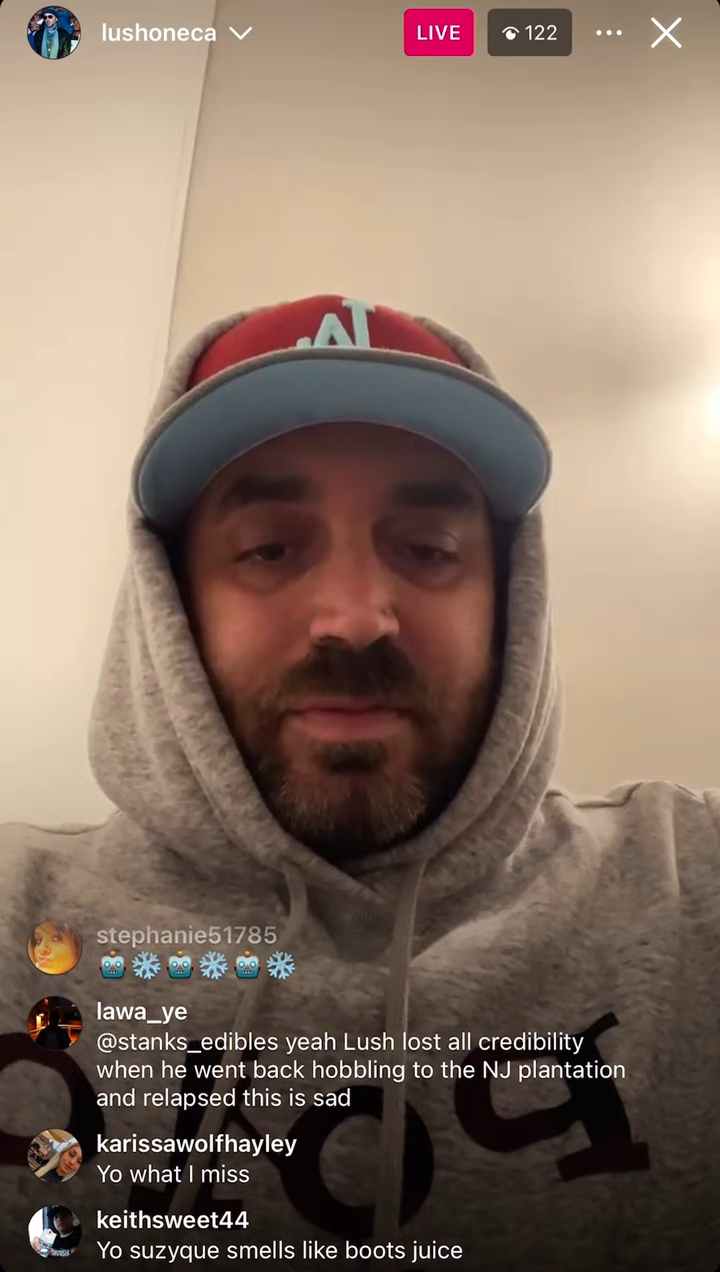 lushoneca
LIVE
122
stephanie51785
lawa_ye
@stanks_edibles yeah Lush lost all credibility
when he went back hobbling to the NJ plantation
and relapsed this is sad
karissawolfhayley
Yo what I miss
keithsweet44
Yo suzyque smells like boots juice